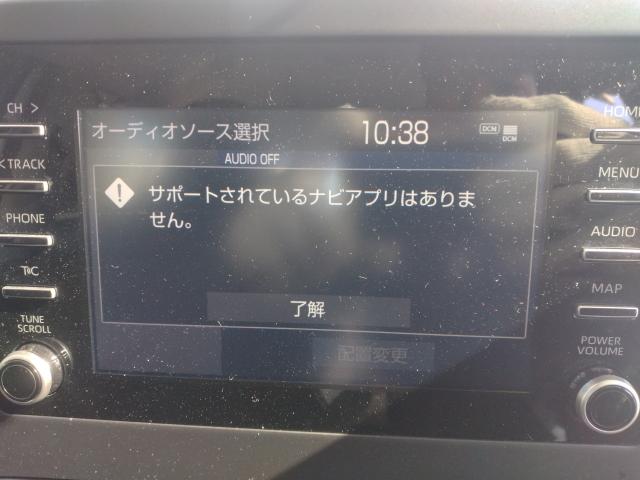 CH >
オーディオソース選択 10:38 DCM DCM
HOME
AUDIO OFF
< TRACK
サポートされているナビアプリはありま
せん。
MENU
PHONE
AUDIO
T/C
MAP
了解
TUNE
SCROLL
配置変更
POWER
VOLUME